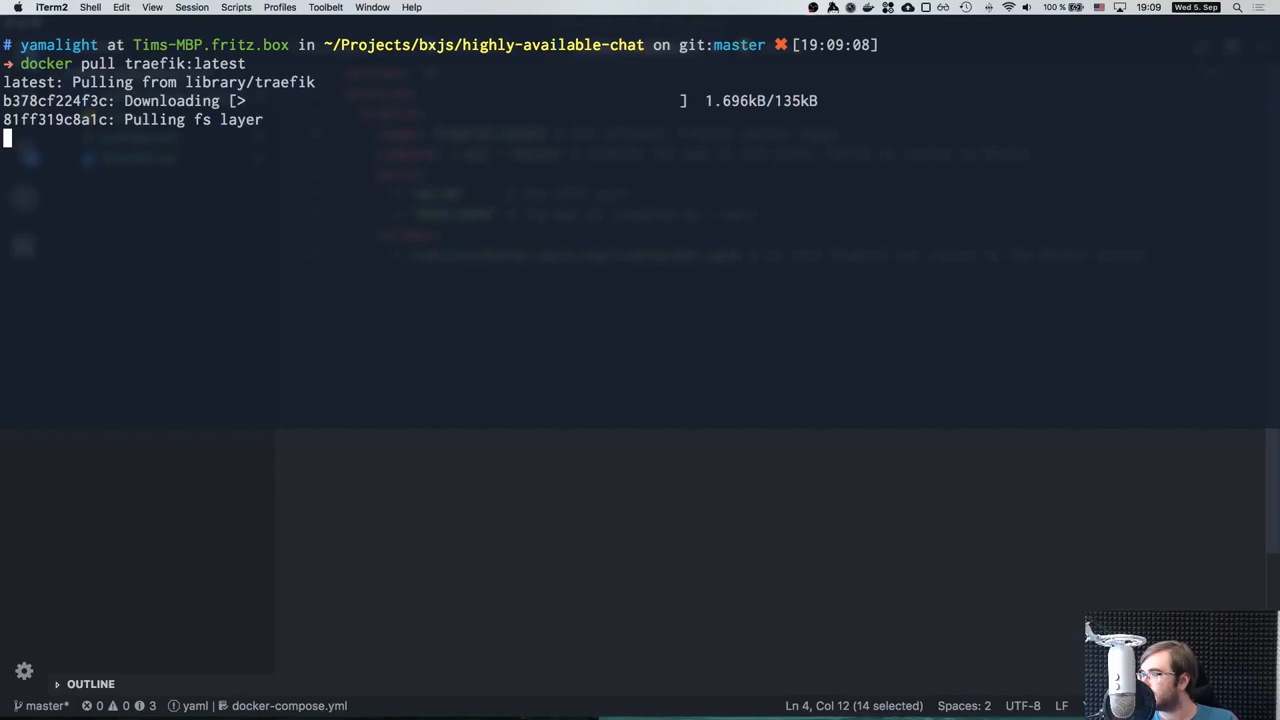 iTerm2 Shell Edit View Session Scripts Profiles Toolbelt Window Help 100 % 19:09 Wed 5. Sep
# yamalight at Tims-MBP.fritz.box in ~/Projects/bxjs/highly-available-chat on git:master ✖ [19:09:08]
→ docker pull traefik:latest
latest: Pulling from library/traefik
b378cf224f3c: Downloading [> ] 1.696kB/135kB
81ff319c8a1c: Pulling fs layer
OUTLINE
master* 0 0 3 yaml | docker-compose.yml Ln 4, Col 12 (14 selected) Spaces: 2 UTF-8 LF